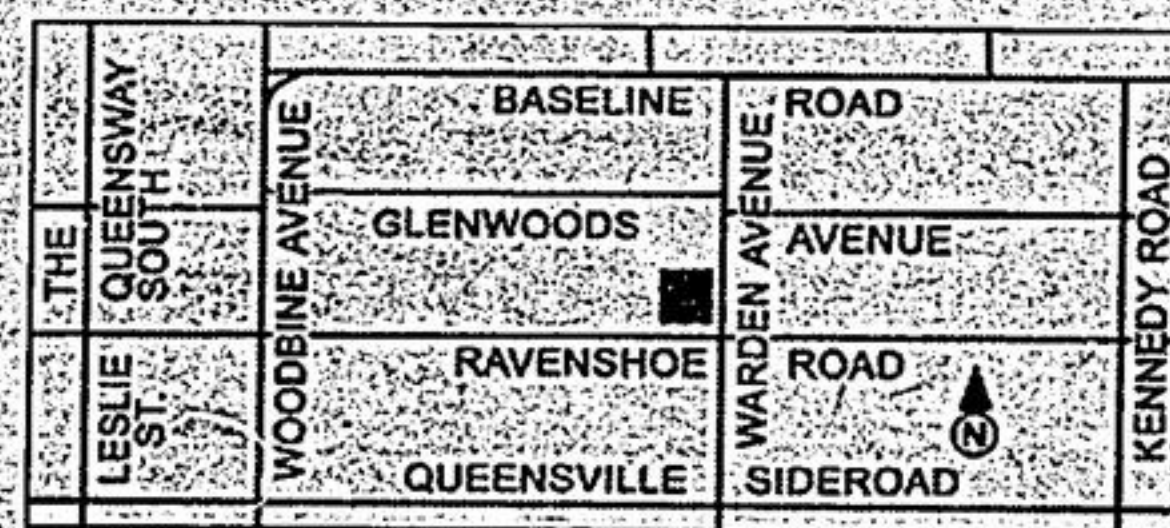 BASELINE ROAD
GLENWOODS AVENUE
RAVENSHOE ROAD
QUEENSVILLE SIDEROAD
THE
QUEENSWAY
SOUTH
LESLIE
ST.
WOODBINE AVENUE
WARDEN AVENUE
KENNEDY ROAD
N